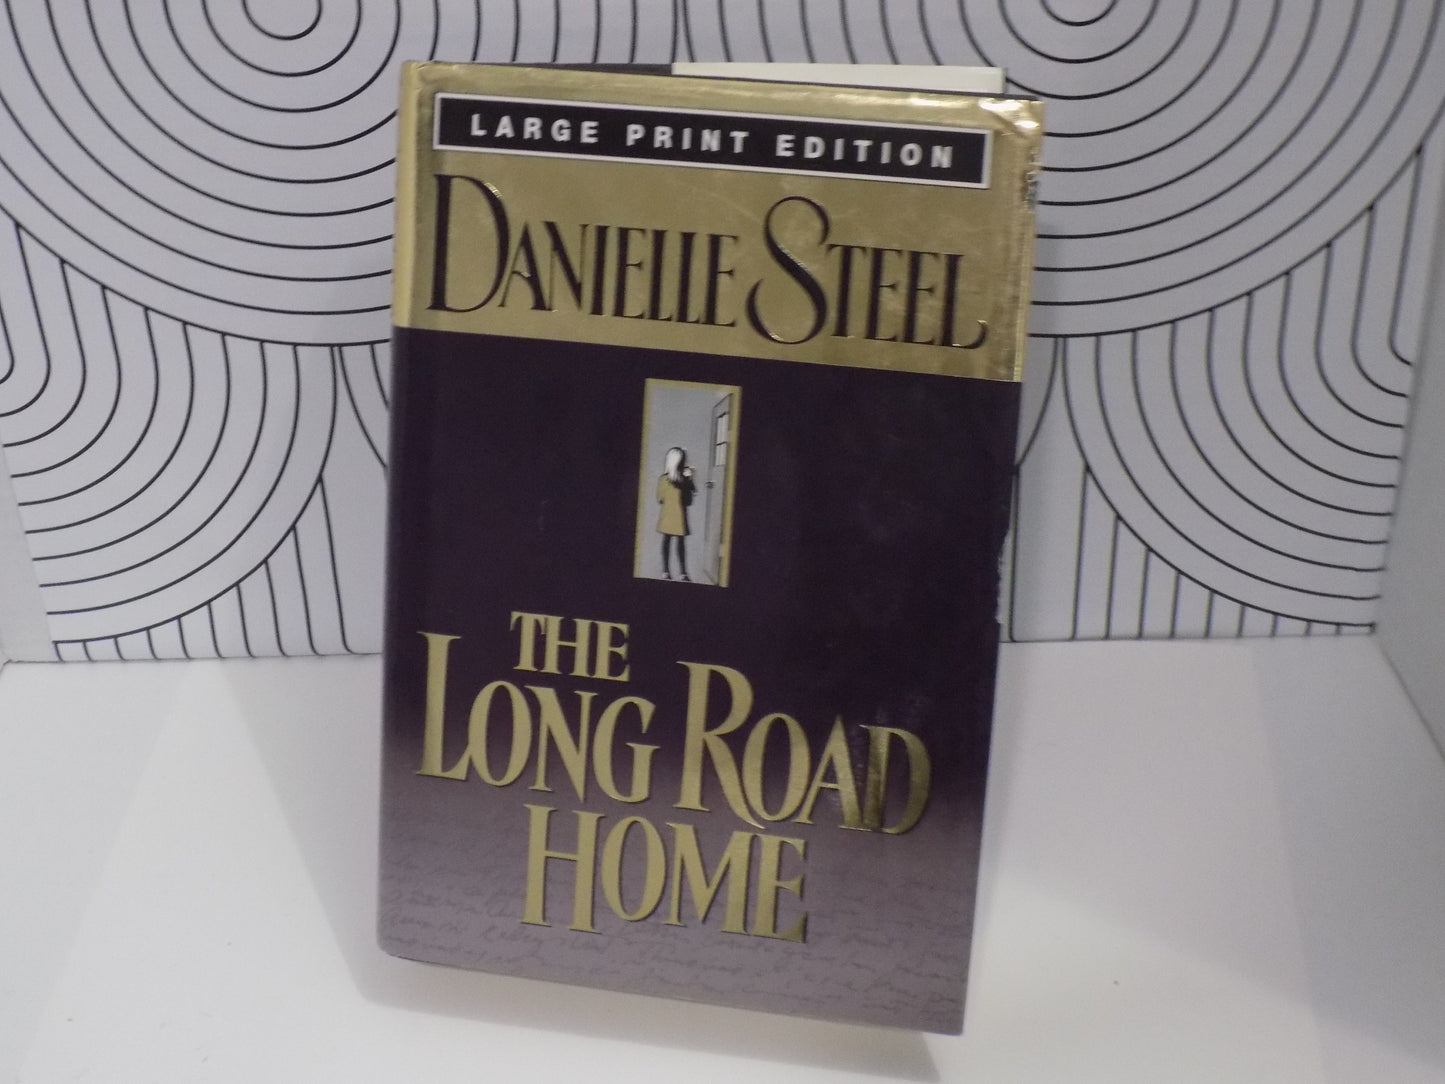 LARGE PRINT EDITION
DANIELLE STEEL
THE
LONG ROAD
HOME